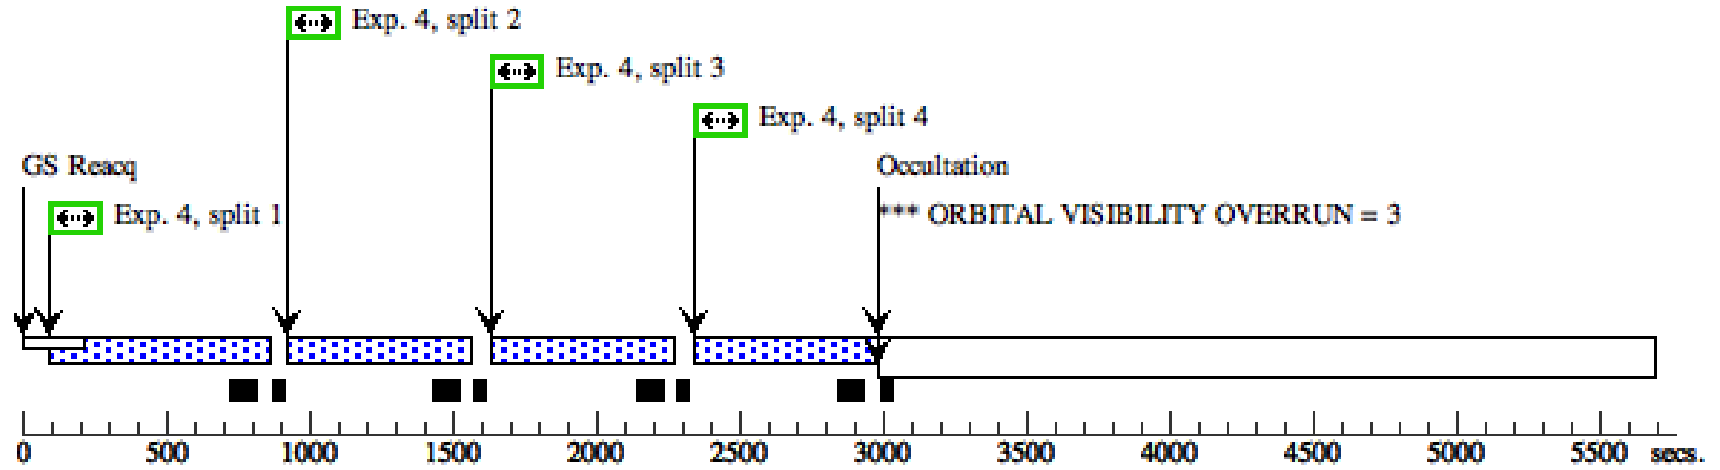 Exp. 4, split 2
Exp. 4, split 3
Exp. 4, split 4
GS Reacq
Occultation
Exp. 4, split 1
*** ORBITAL VISIBILITY OVERRUN = 3
0 500 1000 1500 2000 2500 3000 3500 4000 4500 5000 5500 secs.